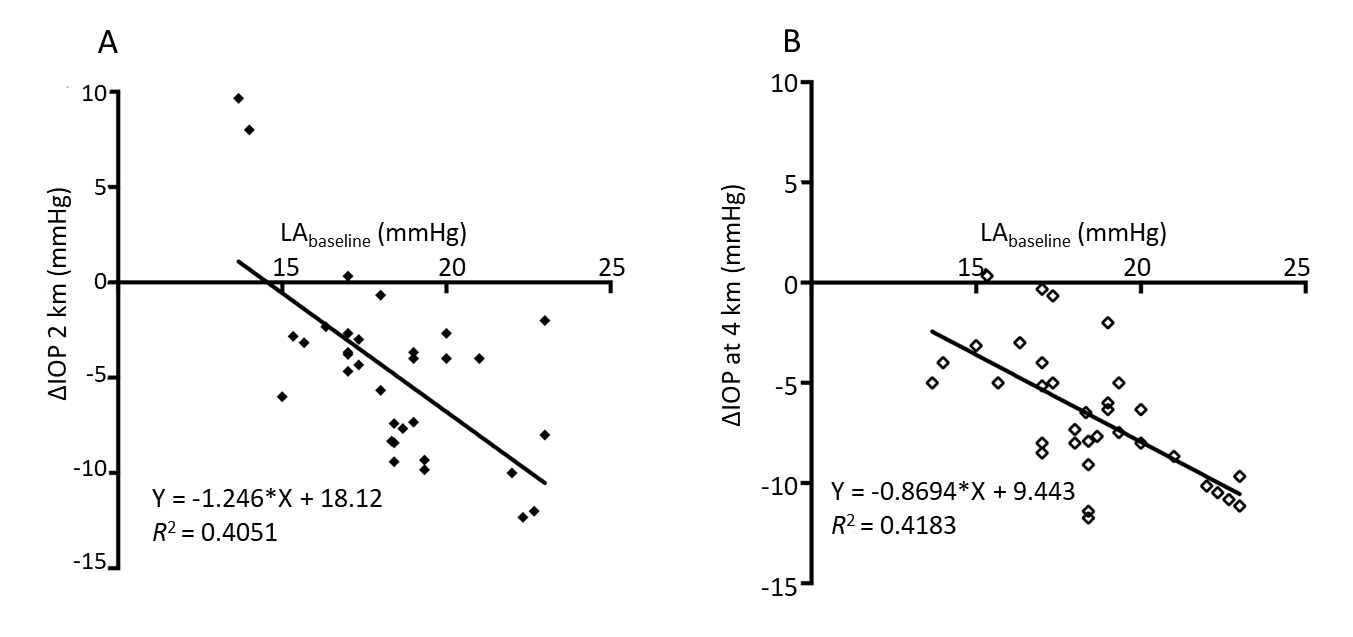 A
10
5
0
-5
-10
-15
ΔIOP 2 km (mmHg)
LAbaseline (mmHg)
15 20 25
Y = -1.246*X + 18.12
R² = 0.4051
B
10
5
0
-5
-10
-15
ΔIOP at 4 km (mmHg)
LAbaseline (mmHg)
15 20 25
Y = -0.8694*X + 9.443
R² = 0.4183